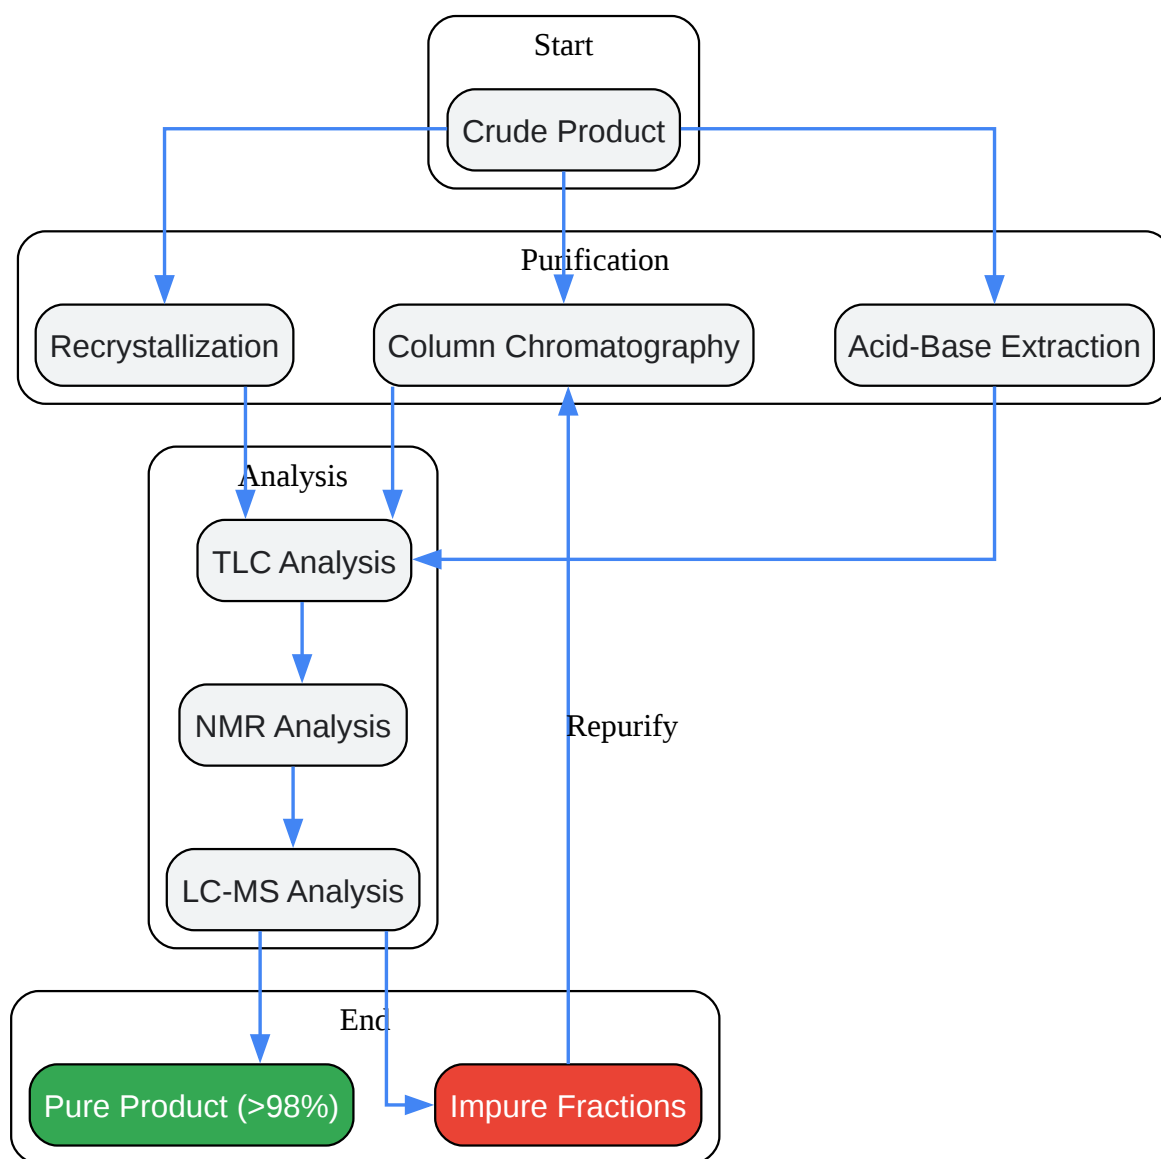 Start
Crude Product
Purification
Recrystallization
Column Chromatography
Acid-Base Extraction
Analysis
TLC Analysis
NMR Analysis
Repurify
LC-MS Analysis
End
Pure Product (>98%)
Impure Fractions